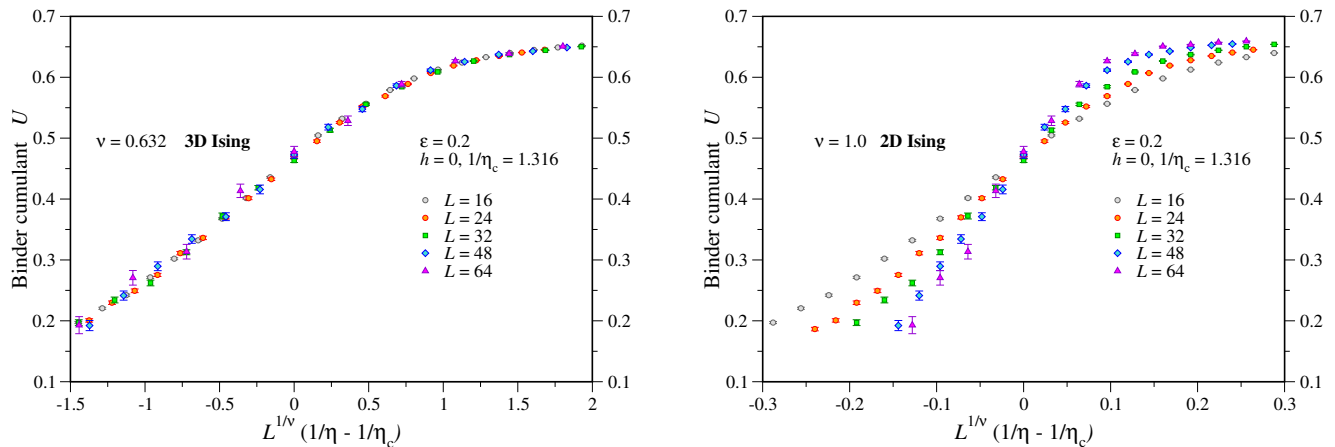 0.7
0.6
0.5
0.4
0.3
0.2
0.1
Binder cumulant U
ν = 0.632 3D Ising
ε = 0.2
h = 0, 1/η_c = 1.316
L = 16
L = 24
L = 32
L = 48
L = 64
0.7
0.6
0.5
0.4
0.3
0.2
0.1
-1.5 -1 -0.5 0 0.5 1 1.5 2
L^{1/ν} (1/η - 1/η_c)
0.7
0.6
0.5
0.4
0.3
0.2
0.1
Binder cumulant U
ν = 1.0 2D Ising
ε = 0.2
h = 0, 1/η_c = 1.316
L = 16
L = 24
L = 32
L = 48
L = 64
0.7
0.6
0.5
0.4
0.3
0.2
0.1
-0.3 -0.2 -0.1 0 0.1 0.2 0.3
L^{1/ν} (1/η - 1/η_c)